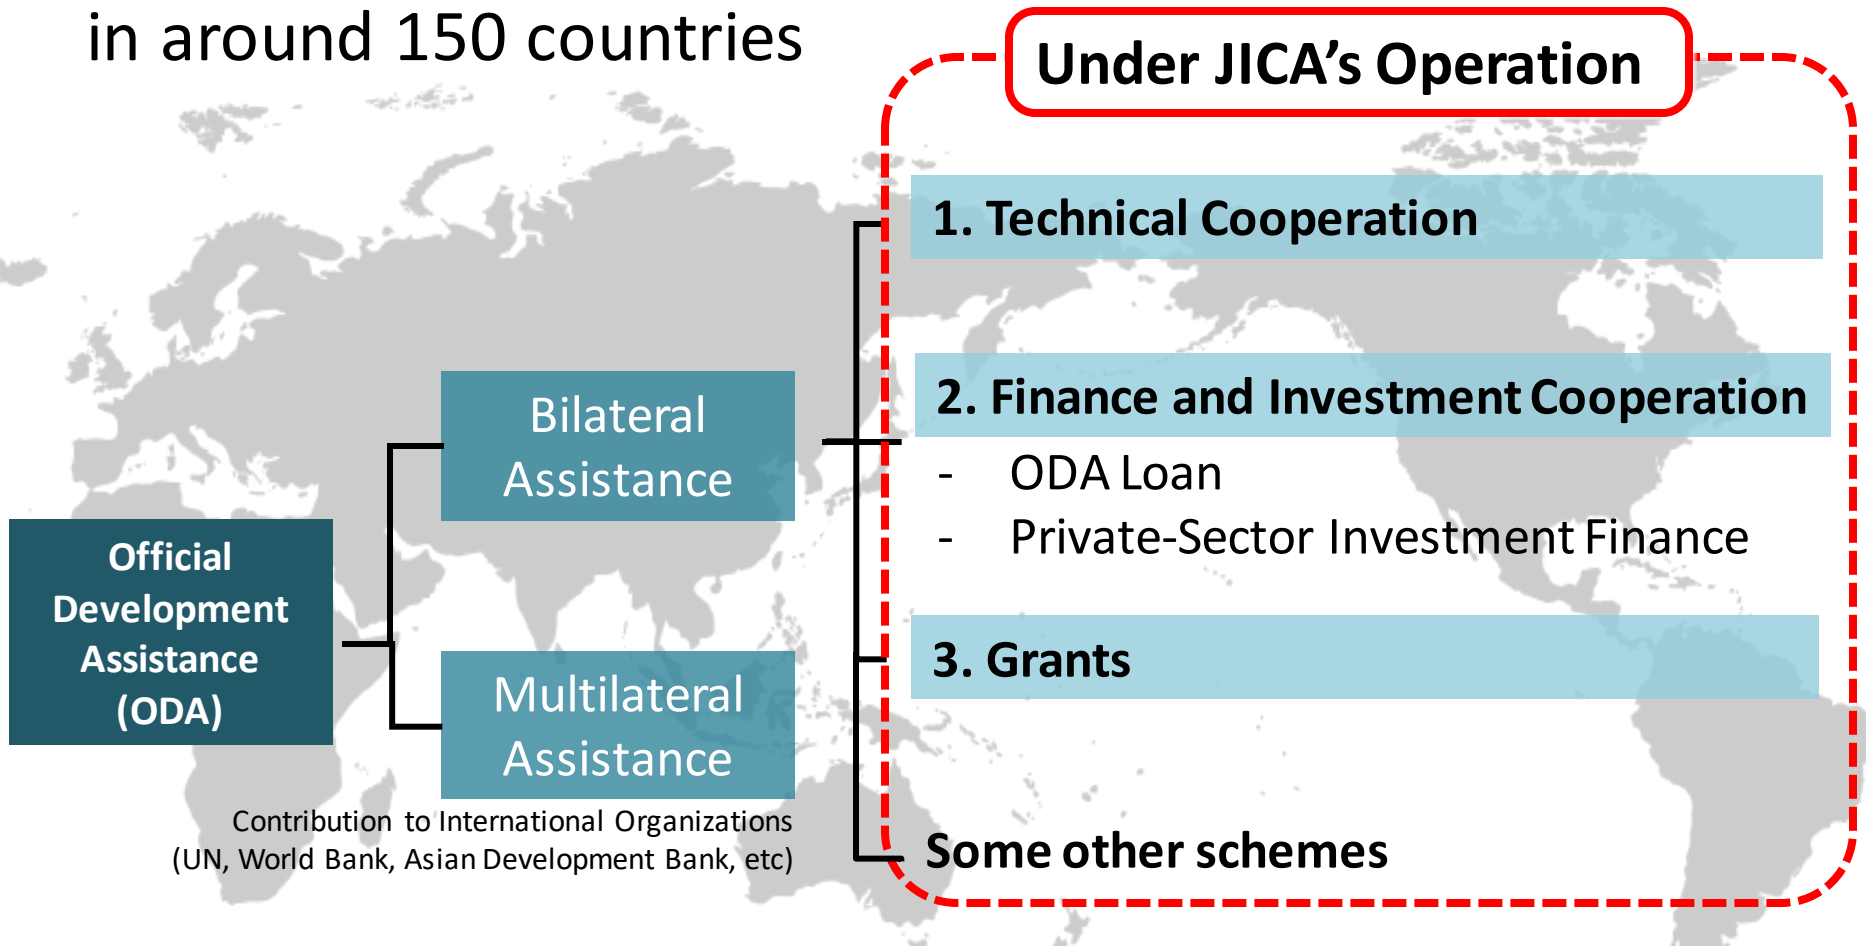 in around 150 countries
Under JICA's Operation
1. Technical Cooperation
2. Finance and Investment Cooperation
- ODA Loan
- Private-Sector Investment Finance
3. Grants
Some other schemes
Bilateral
Assistance
Official
Development
Assistance
(ODA)
Multilateral
Assistance
Contribution to International Organizations
(UN, World Bank, Asian Development Bank, etc)